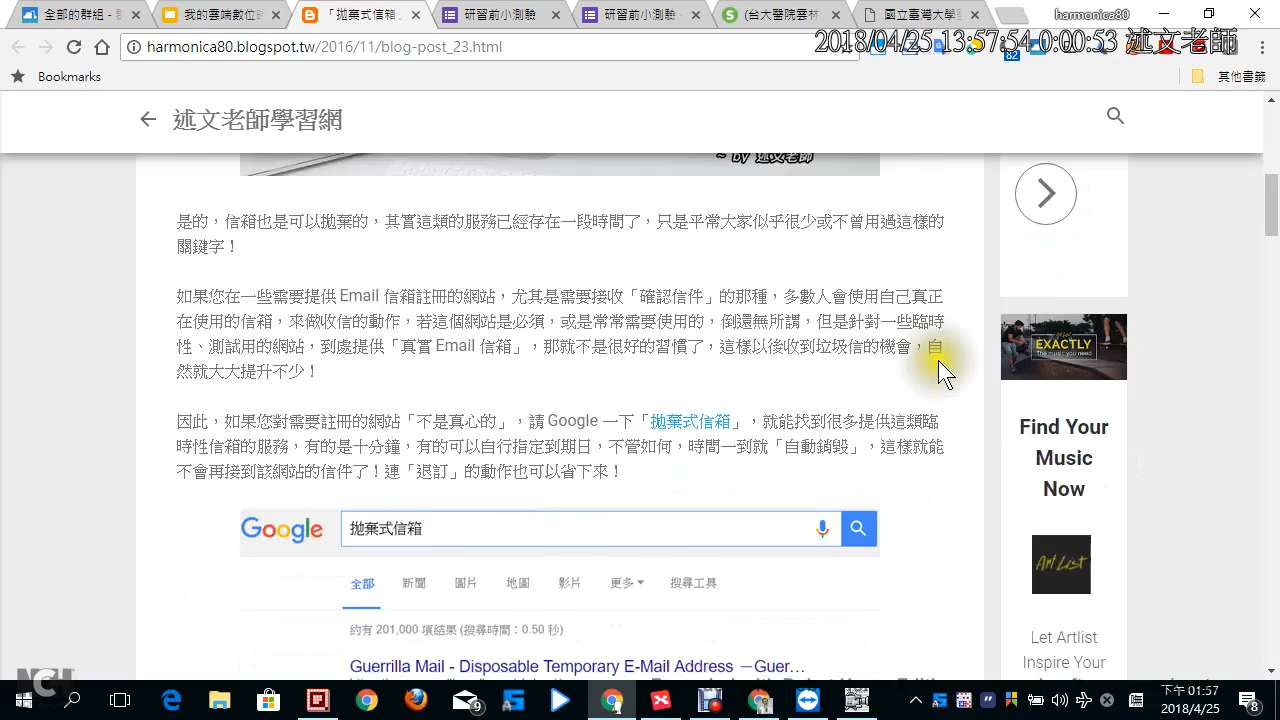 全部的群組 - 群
我的雲端數位時
「拋棄式信箱
研習前小測驗
研習前小測驗
台大醫院雲林
國立臺灣大學醫
harmonica80
harmonica80.blogspot.tw/2016/11/blog-post_23.html
2018/04/25 13:57:54 0:00:53 述文老師
82
Bookmarks
其他書籤
述文老師學習網
~ by 述文老師
是的，信箱也是可以拋棄的，其實這類的服務已經存在一段時間了，只是平常大家似乎很少或不曾用過這樣的
關鍵字！
如果您在一些需要提供 Email 信箱註冊的網站，尤其是需要接收「確認信件」的那種，多數人會使用自己真正
在使用的信箱，來做收信的動作，若這個網站是必須，或是常常需要使用的，倒還無所謂，但是針對一些臨時
性、測試用的網站，到處提供「真實 Email 信箱」，那就不是很好的習慣了，這樣以後收到垃圾信的機會，自
然就大大提升不少！
因此，如果您對需要註冊的網站「不是真心的」，請 Google 一下「拋棄式信箱」，就能找到很多提供這類臨
時性信箱的服務，有的是十分鐘，有的可以自行指定到期日，不管如何，時間一到就「自動銷毀」，這樣就能
不會再接到該網站的信件了！連「退訂」的動作也可以省下來！
Google
拋棄式信箱
全部 新聞 圖片 地圖 影片 更多 搜尋工具
約有 201,000 項結果 (搜尋時間：0.50 秒)
Guerrilla Mail - Disposable Temporary E-Mail Address －Guer…
EXACTLY
The music you need
Find Your
Music
Now
Art List
Let Artlist
Inspire Your
NCH
9
下午 01:57
2018/4/25
8